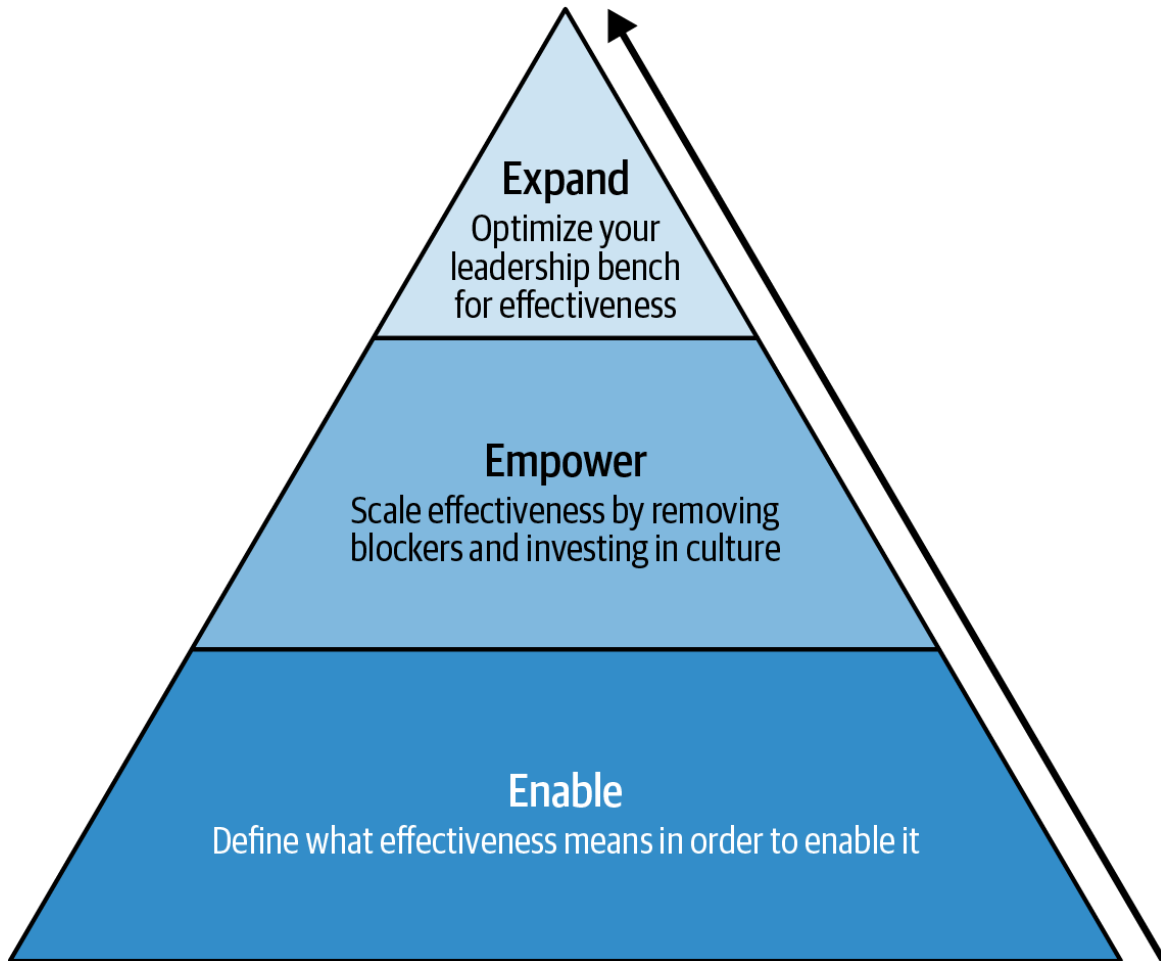 Expand
Optimize your
leadership bench
for effectiveness
Empower
Scale effectiveness by removing
blockers and investing in culture
Enable
Define what effectiveness means in order to enable it